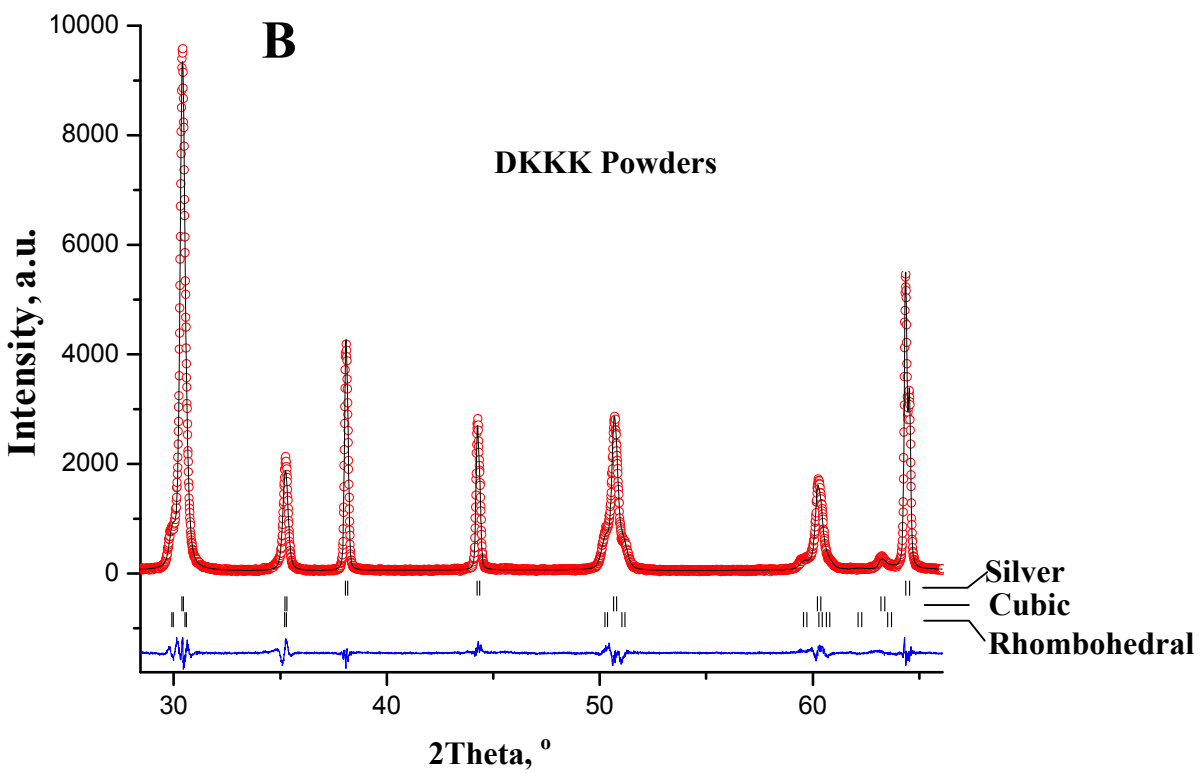 B
DKKK Powders
Intensity, a.u.
10000
8000
6000
4000
2000
0
Silver
Cubic
Rhombohedral
30
40
50
60
2Theta, °